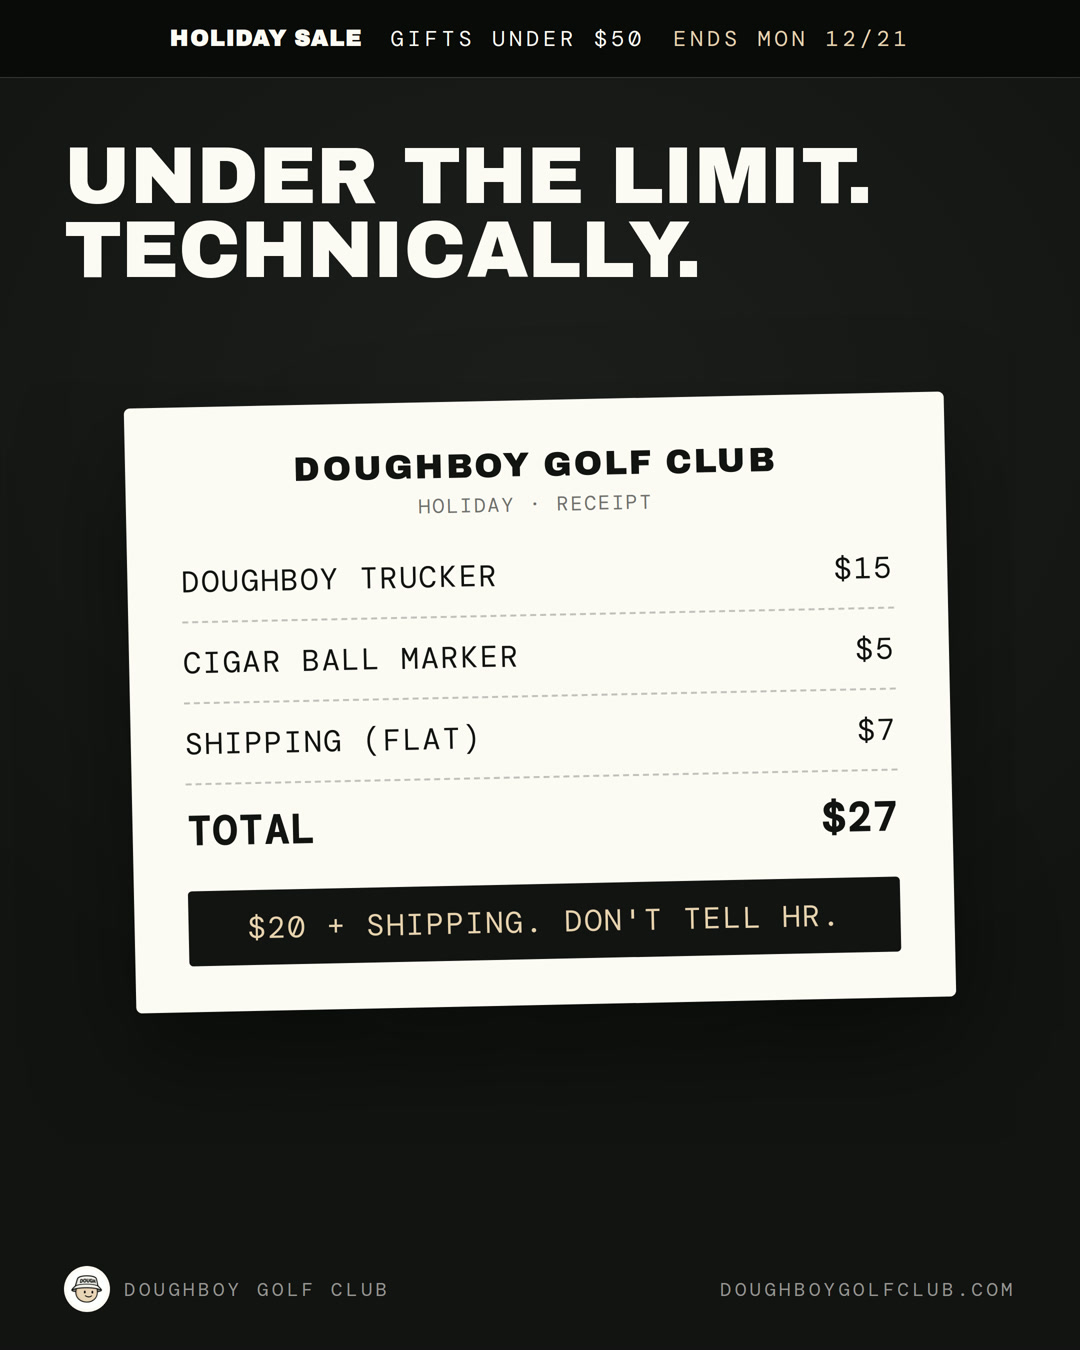 HOLIDAY SALE GIFTS UNDER $50 ENDS MON 12/21
UNDER THE LIMIT.
TECHNICALLY.
DOUGHBOY GOLF CLUB
HOLIDAY · RECEIPT
DOUGHBOY TRUCKER $15
CIGAR BALL MARKER $5
SHIPPING (FLAT) $7
TOTAL $27
$20 + SHIPPING. DON'T TELL HR.
DOUGH
DOUGHBOY GOLF CLUB DOUGHBOYGOLFCLUB.COM